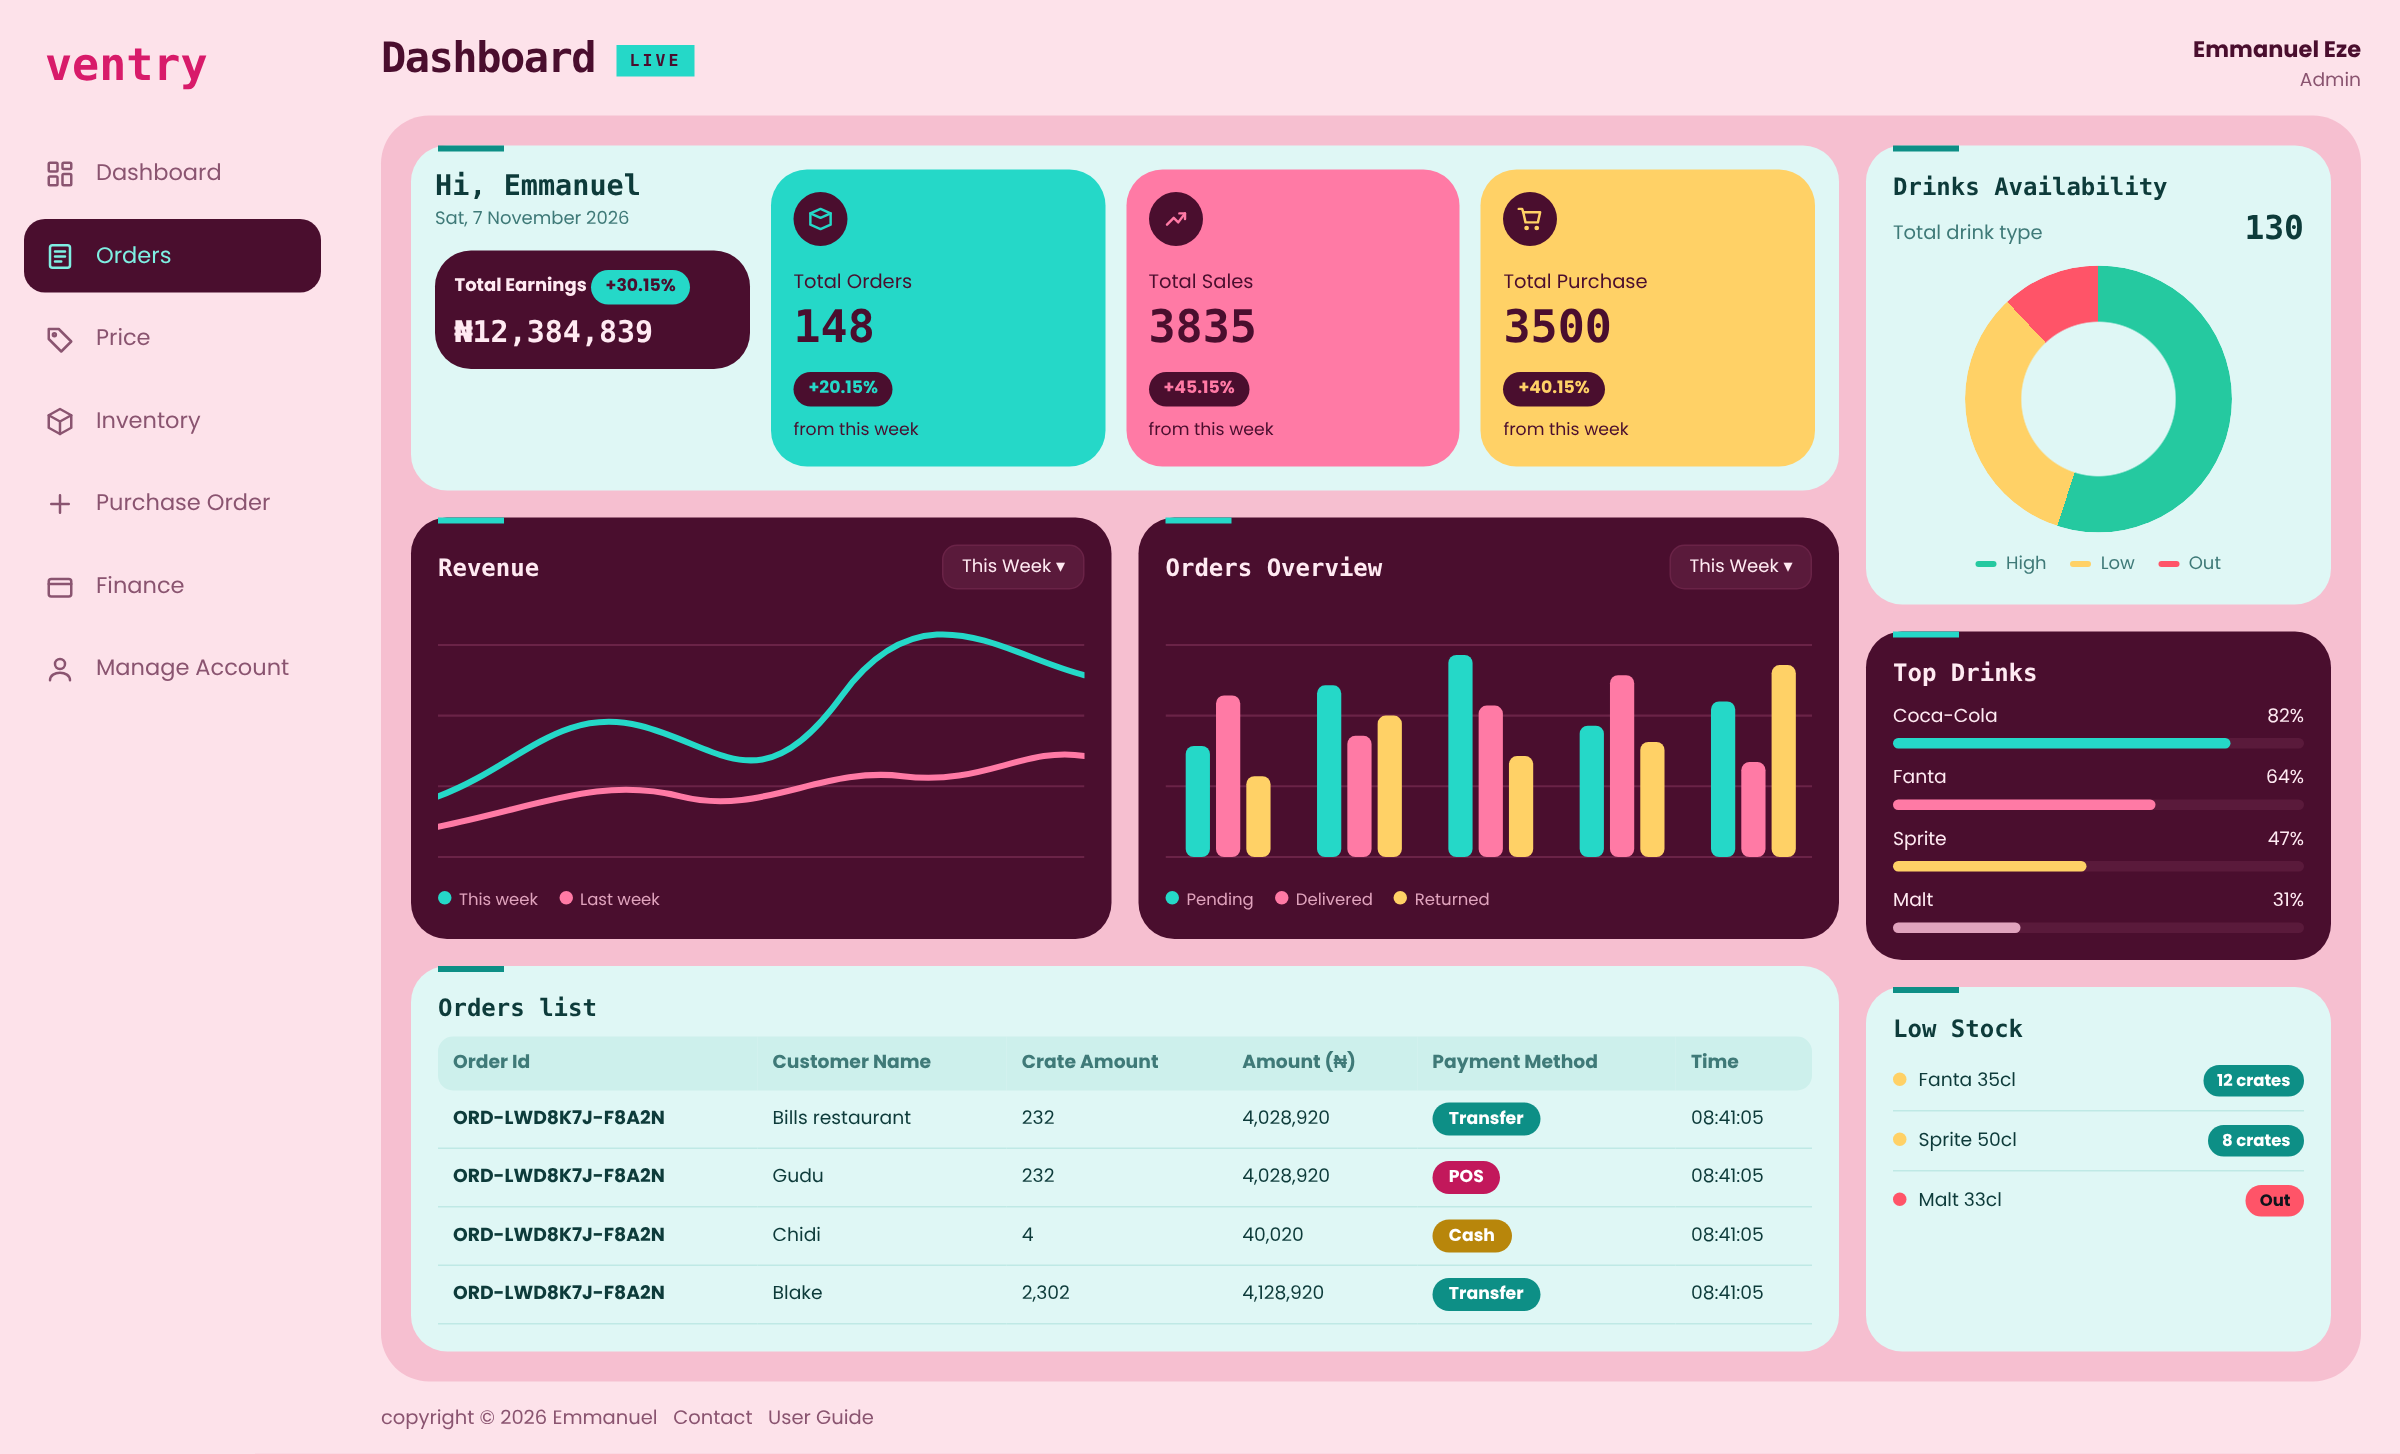 ventry
Dashboard
Orders
Price
Inventory
Purchase Order
Finance
Manage Account
Dashboard LIVE
Emmanuel Eze
Admin
Hi, Emmanuel
Sat, 7 November 2026
Total Earnings +30.15%
₦12,384,839
Total Orders
148
+20.15%
from this week
Total Sales
3835
+45.15%
from this week
Total Purchase
3500
+40.15%
from this week
Drinks Availability
Total drink type 130
High Low Out
Revenue This Week ▾
This week Last week
Orders Overview This Week ▾
Pending Delivered Returned
Top Drinks
Coca-Cola 82%
Fanta 64%
Sprite 47%
Malt 31%
Orders list
Order Id Customer Name Crate Amount Amount (₦) Payment Method Time
ORD-LWD8K7J-F8A2N Bills restaurant 232 4,028,920 Transfer 08:41:05
ORD-LWD8K7J-F8A2N Gudu 232 4,028,920 POS 08:41:05
ORD-LWD8K7J-F8A2N Chidi 4 40,020 Cash 08:41:05
ORD-LWD8K7J-F8A2N Blake 2,302 4,128,920 Transfer 08:41:05
Low Stock
Fanta 35cl 12 crates
Sprite 50cl 8 crates
Malt 33cl Out
copyright © 2026 Emmanuel Contact User Guide